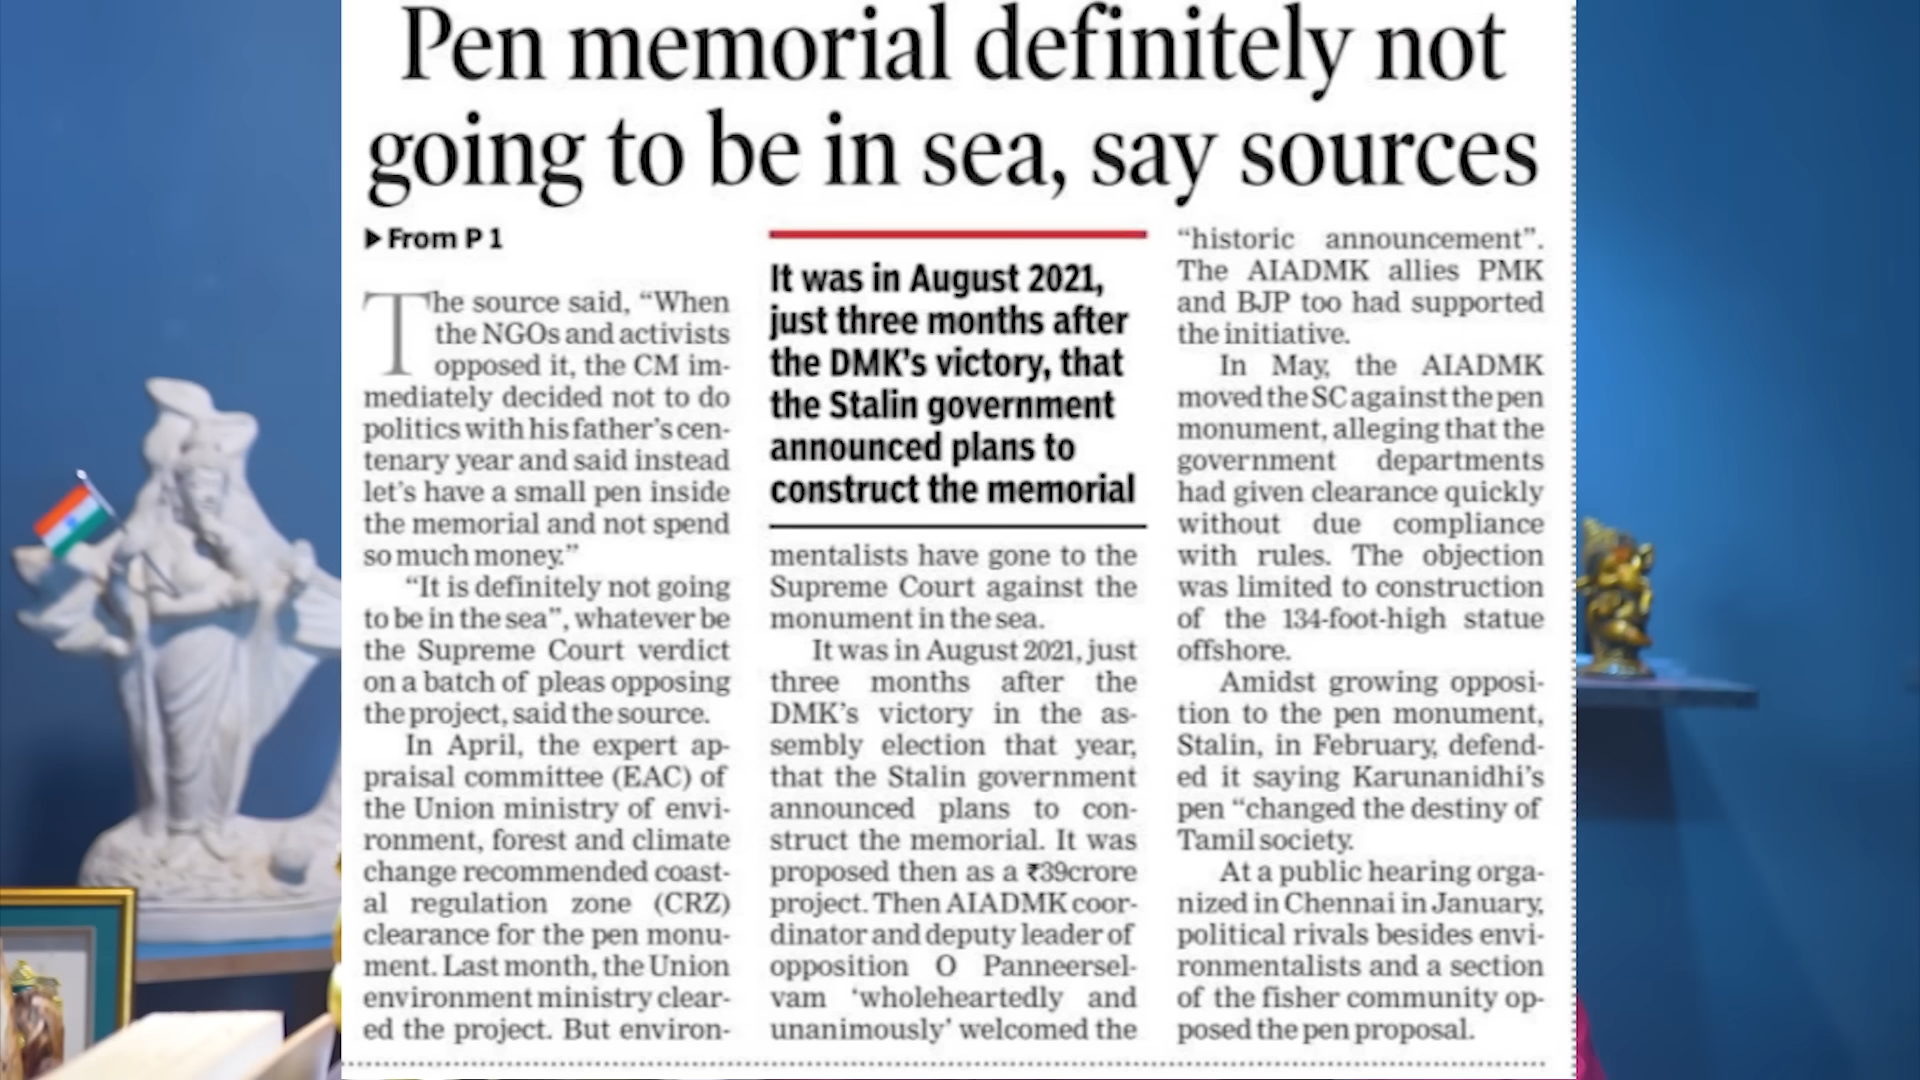 Pen memorial definitely not
going to be in sea, say sources
▶ From P 1
The source said, “When
the NGOs and activists
opposed it, the CM im-
mediately decided not to do
politics with his father’s cen-
tenary year and said instead
let’s have a small pen inside
the memorial and not spend
so much money.”
“It is definitely not going
to be in the sea”, whatever be
the Supreme Court verdict
on a batch of pleas opposing
the project, said the source.
In April, the expert ap-
praisal committee (EAC) of
the Union ministry of envi-
ronment, forest and climate
change recommended coast-
al regulation zone (CRZ)
clearance for the pen monu-
ment. Last month, the Union
environment ministry clear-
ed the project. But environ-
It was in August 2021,
just three months after
the DMK’s victory, that
the Stalin government
announced plans to
construct the memorial
mentalists have gone to the
Supreme Court against the
monument in the sea.
It was in August 2021, just
three months after the
DMK’s victory in the as-
sembly election that year,
that the Stalin government
announced plans to con-
struct the memorial. It was
proposed then as a ₹39crore
project. Then AIADMK coor-
dinator and deputy leader of
opposition O Panneersel-
vam ‘wholeheartedly and
unanimously’ welcomed the
“historic announcement”.
The AIADMK allies PMK
and BJP too had supported
the initiative.
In May, the AIADMK
moved the SC against the pen
monument, alleging that the
government departments
had given clearance quickly
without due compliance
with rules. The objection
was limited to construction
of the 134-foot-high statue
offshore.
Amidst growing opposi-
tion to the pen monument,
Stalin, in February, defend-
ed it saying Karunanidhi’s
pen “changed the destiny of
Tamil society.
At a public hearing orga-
nized in Chennai in January,
political rivals besides envi-
ronmentalists and a section
of the fisher community op-
posed the pen proposal.